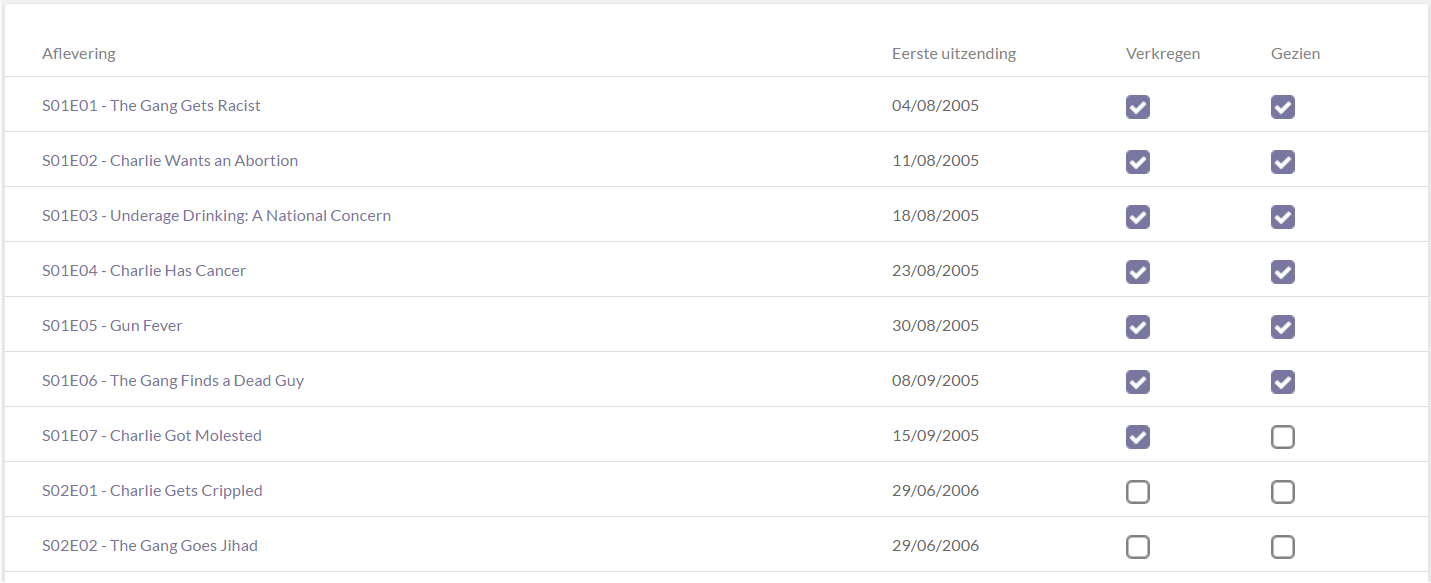 Aflevering Eerste uitzending Verkregen Gezien
S01E01 - The Gang Gets Racist 04/08/2005
S01E02 - Charlie Wants an Abortion 11/08/2005
S01E03 - Underage Drinking: A National Concern 18/08/2005
S01E04 - Charlie Has Cancer 23/08/2005
S01E05 - Gun Fever 30/08/2005
S01E06 - The Gang Finds a Dead Guy 08/09/2005
S01E07 - Charlie Got Molested 15/09/2005
S02E01 - Charlie Gets Crippled 29/06/2006
S02E02 - The Gang Goes Jihad 29/06/2006